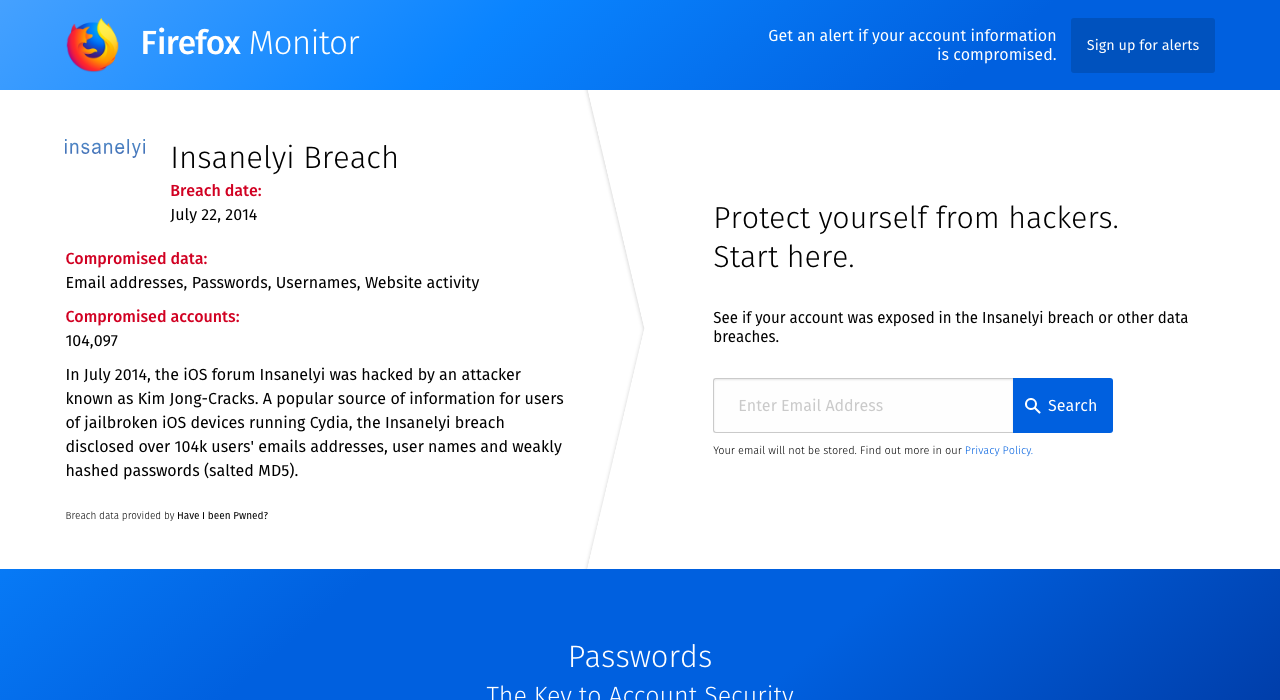 Firefox Monitor
Get an alert if your account information
is compromised.
Sign up for alerts
insanelyi
Insanelyi Breach
Breach date:
July 22, 2014
Compromised data:
Email addresses, Passwords, Usernames, Website activity
Compromised accounts:
104,097
In July 2014, the iOS forum Insanelyi was hacked by an attacker
known as Kim Jong-Cracks. A popular source of information for users
of jailbroken iOS devices running Cydia, the Insanelyi breach
disclosed over 104k users' emails addresses, user names and weakly
hashed passwords (salted MD5).
Breach data provided by Have I been Pwned?
Protect yourself from hackers.
Start here.
See if your account was exposed in the Insanelyi breach or other data
breaches.
Enter Email Address
Search
Your email will not be stored. Find out more in our Privacy Policy.
Passwords
The Key to Account Security